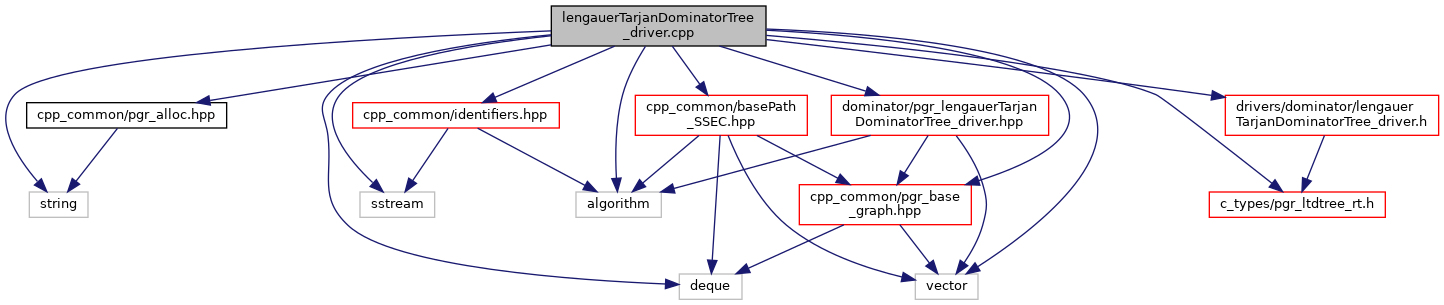 lengauerTarjanDominatorTree
_driver.cpp
cpp_common/pgr_alloc.hpp
cpp_common/identifiers.hpp
cpp_common/basePath
_SSEC.hpp
dominator/pgr_lengauerTarjan
DominatorTree_driver.hpp
drivers/dominator/lengauer
TarjanDominatorTree_driver.h
string
sstream
algorithm
cpp_common/pgr_base
_graph.hpp
c_types/pgr_ltdtree_rt.h
deque
vector